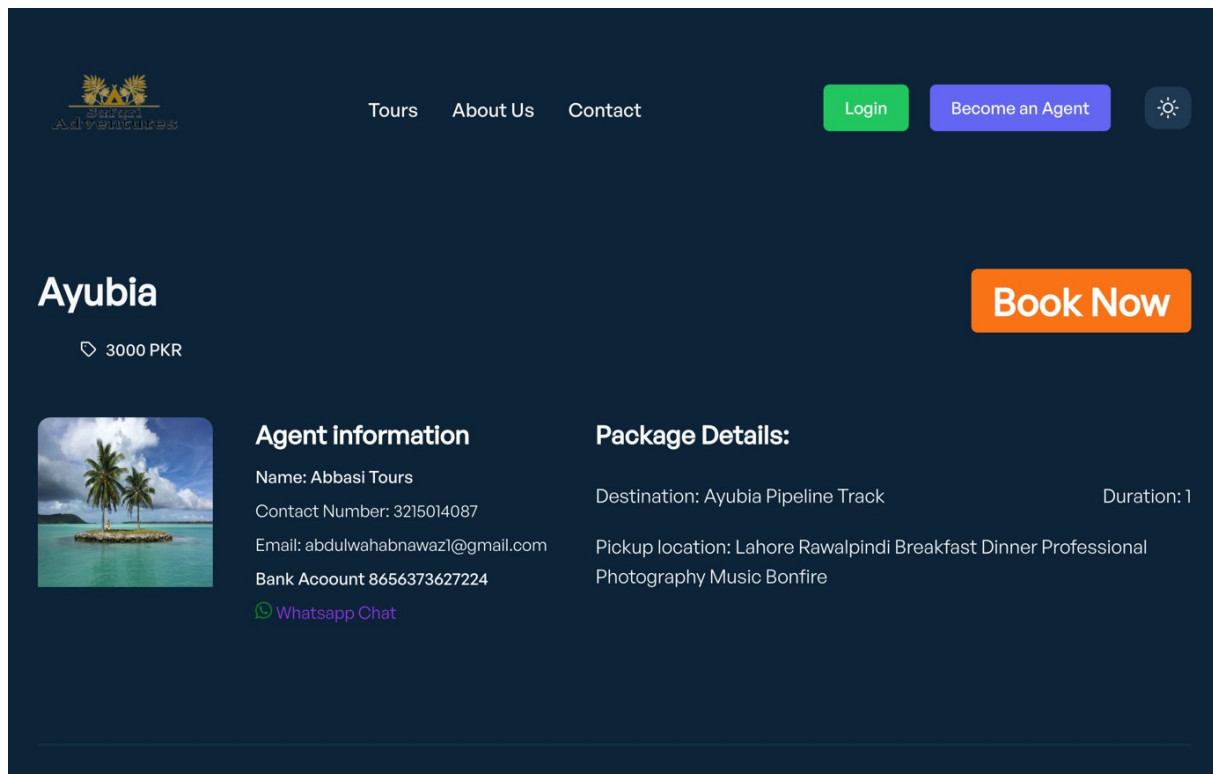 Safari
Adventures
Tours About Us Contact
Login
Become an Agent
Ayubia
Book Now
3000 PKR
Agent information
Name: Abbasi Tours
Contact Number: 3215014087
Email: abdulwahabnawaz1@gmail.com
Bank Acoount 8656373627224
Whatsapp Chat
Package Details:
Destination: Ayubia Pipeline Track Duration: 1
Pickup location: Lahore Rawalpindi Breakfast Dinner Professional
Photography Music Bonfire